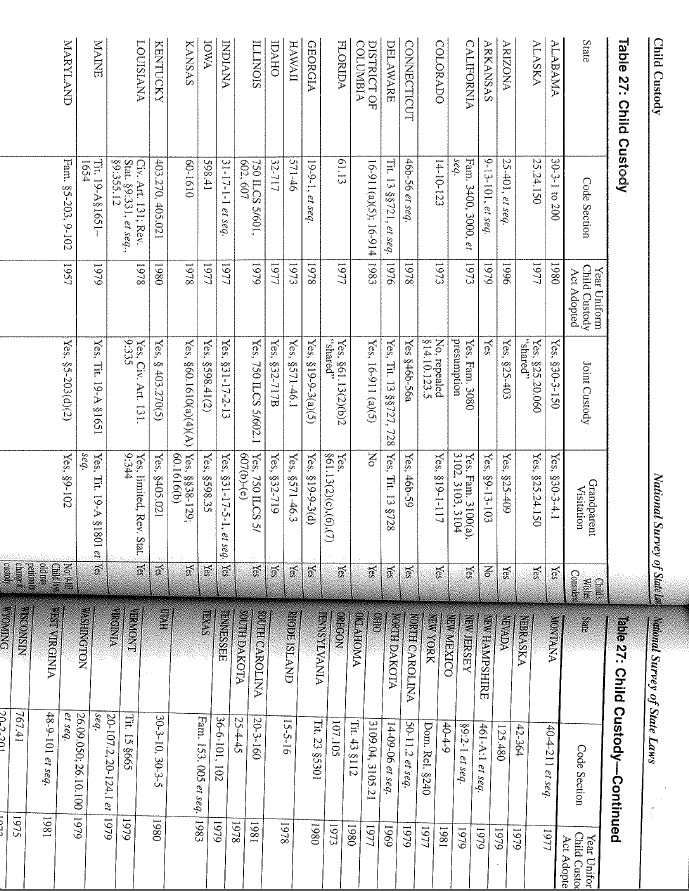 Child Custody
National Survey of State
Table 27: Child Custody
State Code Section Year Uniform Child Custody Act Adopted Joint Custody Grandparent Visitation
ALABAMA 30-3-1 to 200 1980 Yes, §30-3-150 Yes, §30-3-4.1 Yes
ALASKA 25.24.150 1977 Yes, §25.20.060 "shared" Yes, §25.24.150 Yes
ARIZONA 25-401, et seq. 1996 Yes, §25-403 Yes, §25-409 Yes
ARKANSAS 9-13-101, et seq. 1979 Yes Yes, §9-13-103 No
CALIFORNIA Fam. 3400, 3000, et seq. 1973 Yes, Fam. 3080 presumption Yes, Fam. 3100(a), 3102, 3103, 3104 Yes
COLORADO 14-10-123 1973 No, repealed §14.10.123.5 Yes, §19-1-117 Yes
CONNECTICUT 46b-56 et seq. 1978 Yes §46b-56a Yes, 46b-59 Yes
DELAWARE Tit. 13 §§721, et seq. 1976 Yes, Tit. 13 §§727, 728 Yes, Tit. 13 §728 Yes
DISTRICT OF COLUMBIA 16-911(a)(5); 16-914 1983 Yes, 16-911 (a)(5) No Yes
FLORIDA 61.13 1977 Yes, §61.13(2)(b)2 "shared" Yes, §61.13(2)(c),(6),(7) Yes
GEORGIA 19-9-1, et seq. 1978 Yes, §19-9-3(a)(5) Yes, §19-9-3(d) Yes
HAWAII 571-46 1973 Yes, §571-46.1 Yes, §571-46.3 Yes
IDAHO 32-717 1977 Yes, §32-717B Yes, §32-719 Yes
ILLINOIS 750 ILCS 5/601, 602, 607 1979 Yes, 750 ILCS 5/602.1 Yes, 750 ILCS 5/ 607(b)-(e) Yes
INDIANA 31-17-1-1 et seq. 1977 Yes, §31-17-2-13 Yes, §31-17-5-1, et seq. Yes
IOWA 598.41 1977 Yes, §598.41(2) Yes, §598.35 Yes
KANSAS 60-1610 1978 Yes, §60.1610(a)(4)(A) Yes, §§38-129; 60.1616(b) Yes
KENTUCKY 403.270, 405.021 1980 Yes, § 403.270(5) Yes, §405.021 Yes
LOUISIANA Civ. Art. 131; Rev. Stat. §9:331, et seq., §9:355.12 1978 Yes, Civ. Art. 131. 9:335 Yes, limited, Rev. Stat. 9:344 Yes
MAINE Tit. 19-A§1651–1654 1979 Yes, Tit. 19-A §1651 Yes, Tit. 19-A §1801 et seq. Yes
MARYLAND Fam. §5-203, 9-102 1957 Yes, §5-203(d)(2) Yes, §9-102
National Survey of State Laws
Table 27: Child Custody—Continued
State Code Section Year Child Act
MONTANA 40-4-211 et seq. 1977
NEBRASKA 42-364 1979
NEVADA 125.480 1979
NEW HAMPSHIRE 461-A:1 et seq. 1979
NEW JERSEY §9:2-1 et seq. 1979
NEW MEXICO 40-4-9 1981
NEW YORK Dom. Rel. §240 1977
NORTH CAROLINA 50-11.2 et seq. 1979
NORTH DAKOTA 14-09-06 et seq. 1969
OHIO 3109.04, 3105.21 1977
OKLAHOMA Tit. 43 §112 1980
OREGON 107.105 1973
PENNSYLVANIA Tit. 23 §5301 1980
RHODE ISLAND 15-5-16 1978
SOUTH CAROLINA 20-3-160 1981
SOUTH DAKOTA 25-4-45 1978
TENNESSEE 36-6-101, 102 1979
TEXAS Fam. 153. 005 et seq. 1983
UTAH 30-3-10, 30-3-5 1980
VERMONT Tit. 15 §665 1979
VIRGINIA 20-107.2; 20-124.1 et seq. 1979
WASHINGTON 26.09.050; 26.10.100 et seq. 1979
WEST VIRGINIA 48-9-101 et seq. 1981
WISCONSIN 767.41 1975
WYOMING 20-2-201